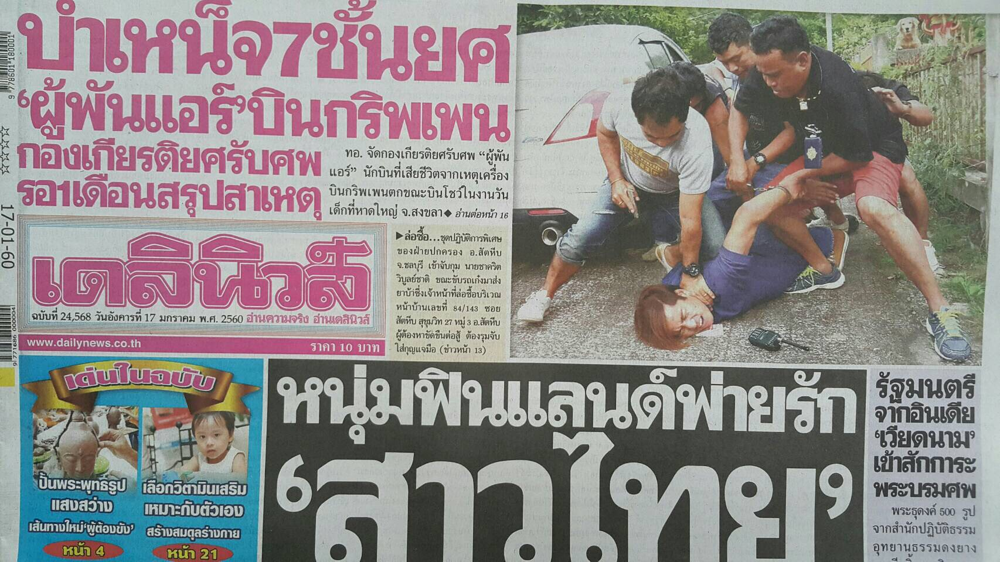 บำเหน็จ7ชั้นยศ
‘ผู้พันแอร์’บินกริพเพน
กองเกียรติยศรับศพ
รอ1เดือนสรุปสาเหตุ
ทอ. จัดกองเกียรติยศรับศพ “ผู้พัน
แอร์” นักบินที่เสียชีวิตจากเหตุเครื่อง
บินกริพเพนตกขณะบินโชว์ในงานวัน
เด็กที่หาดใหญ่ จ.สงขลา◆ อ่านต่อหน้า 16
9 778601 180001
☆☆☆☆
17-01-60
9 771686 000004
เดลินิวส์
ฉบับที่ 24,568 วันอังคารที่ 17 มกราคม พ.ศ. 2560 อ่านความจริง อ่านเดลินิวส์
www.dailynews.co.th ราคา 10 บาท
▶ล่อซื้อ...ชุดปฏิบัติการพิเศษ
ของฝ่ายปกครอง อ.สัตหีบ
จ.ชลบุรี เข้าจับกุม นายชาคริต
วิบูลย์ชาติ ขณะขับรถเก๋งมาส่ง
ยาบ้าซึ่งเจ้าหน้าที่ล่อซื้อบริเวณ
หน้าบ้านเลขที่ 84/143 ซอย
สัตหีบ สุขุมวิท 27 หมู่ 3 อ.สัตหีบ
ผู้ต้องหาขัดขืนต่อสู้ ต้องรุมจับ
ใส่กุญแจมือ (ข่าวหน้า 13)
เด่นในฉบับ
ปั้นพระพุทธรูป
แสงสว่าง
เส้นทางใหม่‘ผู้ต้องขัง’
หน้า 4
เลือกวิตามินเสริม
เหมาะกับตัวเอง
สร้างสมดุลร่างกาย
หน้า 21
หนุ่มฟินแลนด์พ่ายรัก
‘สาวไทย’
รัฐมนตรี
จากอินเดีย
‘เวียดนาม’
เข้าสักการะ
พระบรมศพ
พระธุดงค์ 500 รูป
จากสำนักปฏิบัติธรรม
อุทยานธรรมดงยาง